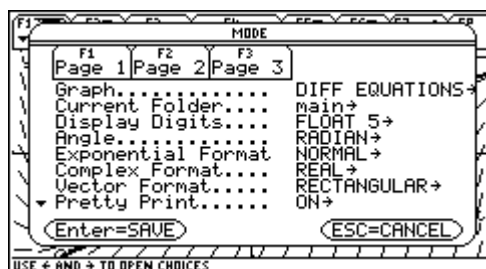 MODE
F1 F2 F3
Page 1 Page 2 Page 3
Graph.............. DIFF EQUATIONS→
Current Folder.... main→
Display Digits.... FLOAT 5→
Angle.............. RADIAN→
Exponential Format NORMAL→
Complex Format.... REAL→
Vector Format..... RECTANGULAR→
Pretty Print...... ON→
Enter=SAVE ESC=CANCEL
USE ← AND → TO OPEN CHOICES